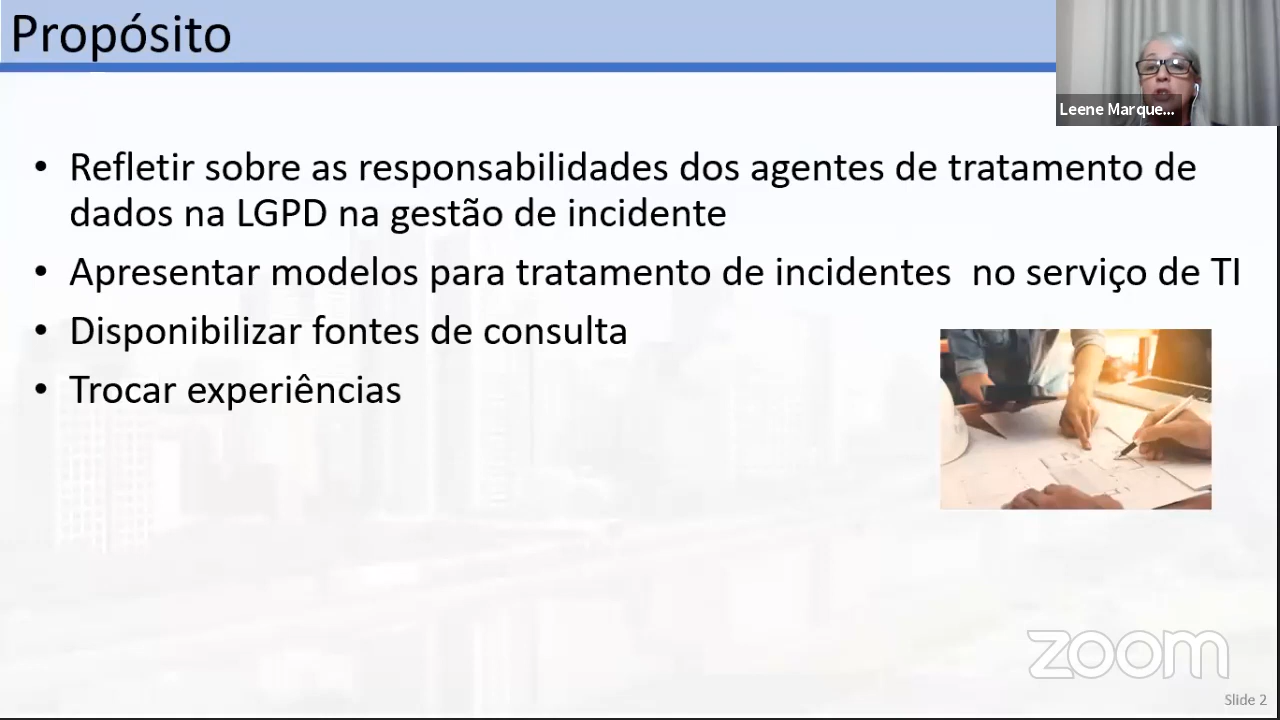 Propósito
Leene Marque...
• Refletir sobre as responsabilidades dos agentes de tratamento de
dados na LGPD na gestão de incidente
• Apresentar modelos para tratamento de incidentes  no serviço de TI
• Disponibilizar fontes de consulta
• Trocar experiências
zoom
Slide 2